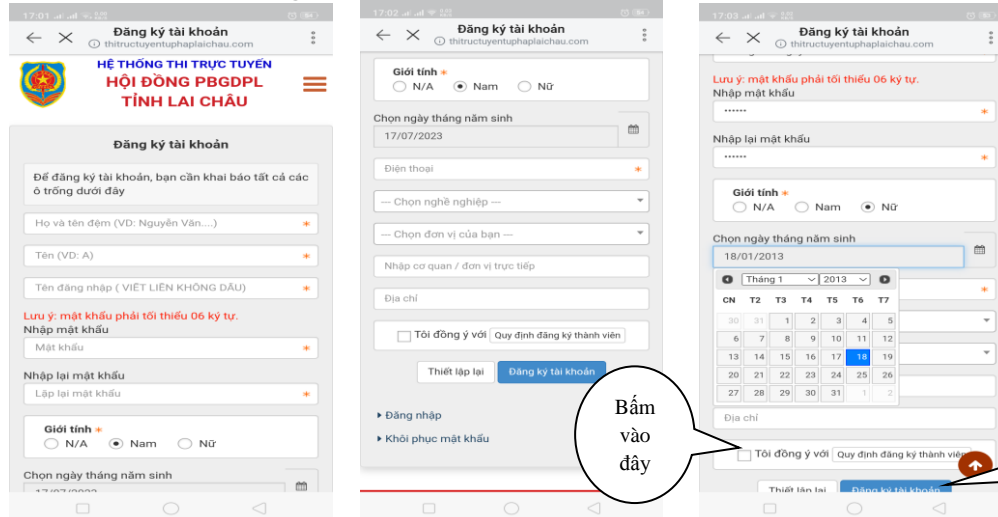 17:01
Đăng ký tài khoản
thitructuyentuphaplaichau.com
HỆ THỐNG THI TRỰC TUYẾN
HỘI ĐỒNG PBGDPL
TỈNH LAI CHÂU
Đăng ký tài khoản
Để đăng ký tài khoản, bạn cần khai báo tất cả các
ô trống dưới đây
Họ và tên đệm (VD: Nguyễn Văn....) *
Tên (VD: A) *
Tên đăng nhập ( VIẾT LIỀN KHÔNG DẤU) *
Lưu ý: mật khẩu phải tối thiểu 06 ký tự.
Nhập mật khẩu
Mật khẩu *
Nhập lại mật khẩu
Lặp lại mật khẩu *
Giới tính *
N/A Nam Nữ
Chọn ngày tháng năm sinh
17/07/2023
17:02
Đăng ký tài khoản
thitructuyentuphaplaichau.com
Giới tính *
N/A Nam Nữ
Chọn ngày tháng năm sinh
17/07/2023
Điện thoại *
--- Chọn nghề nghiệp ---
--- Chọn đơn vị của bạn ---
Nhập cơ quan / đơn vị trực tiếp
Địa chỉ
Tôi đồng ý với Quy định đăng ký thành viên
Thiết lập lại Đăng ký tài khoản
Đăng nhập
Khôi phục mật khẩu
Bấm
vào
đây
17:03
Đăng ký tài khoản
thitructuyentuphaplaichau.com
Lưu ý: mật khẩu phải tối thiểu 06 ký tự.
Nhập mật khẩu
•••••• *
Nhập lại mật khẩu
•••••• *
Giới tính *
N/A Nam Nữ
Chọn ngày tháng năm sinh
18/01/2013
Tháng 1 2013
CN T2 T3 T4 T5 T6 T7
30 31 1 2 3 4 5
6 7 8 9 10 11 12
13 14 15 16 17 18 19
20 21 22 23 24 25 26
27 28 29 30 31 1 2
Địa chỉ
Tôi đồng ý với Quy định đăng ký thành viên
Thiết lập lại Đăng ký tài khoản